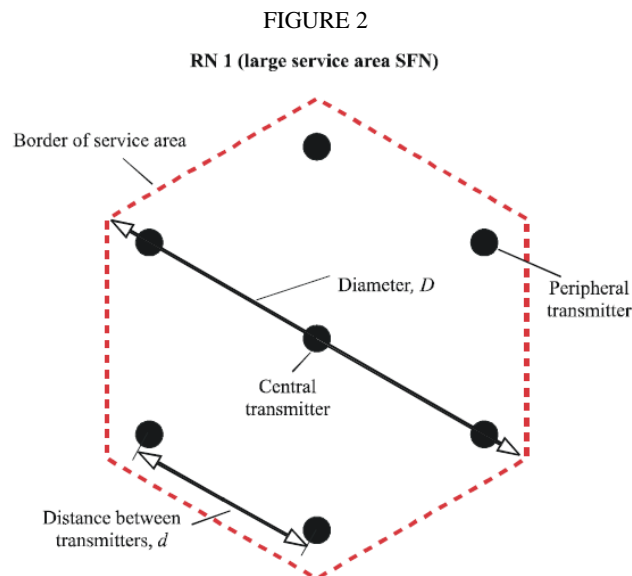 FIGURE 2
RN 1 (large service area SFN)
Border of service area
Diameter, D
Peripheral
transmitter
Central
transmitter
Distance between
transmitters, d